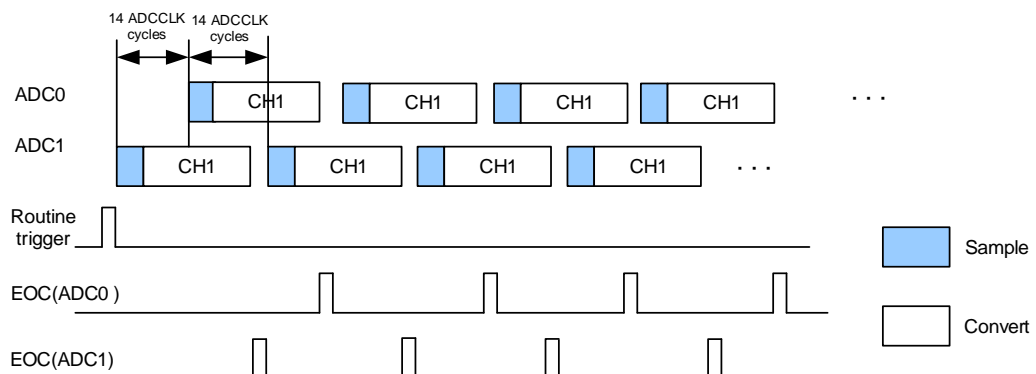 14 ADCCLK
cycles
14 ADCCLK
cycles
ADC0
CH1
CH1
CH1
CH1
. . .
ADC1
CH1
CH1
CH1
CH1
. . .
Routine
trigger
Sample
EOC(ADC0 )
Convert
EOC(ADC1)